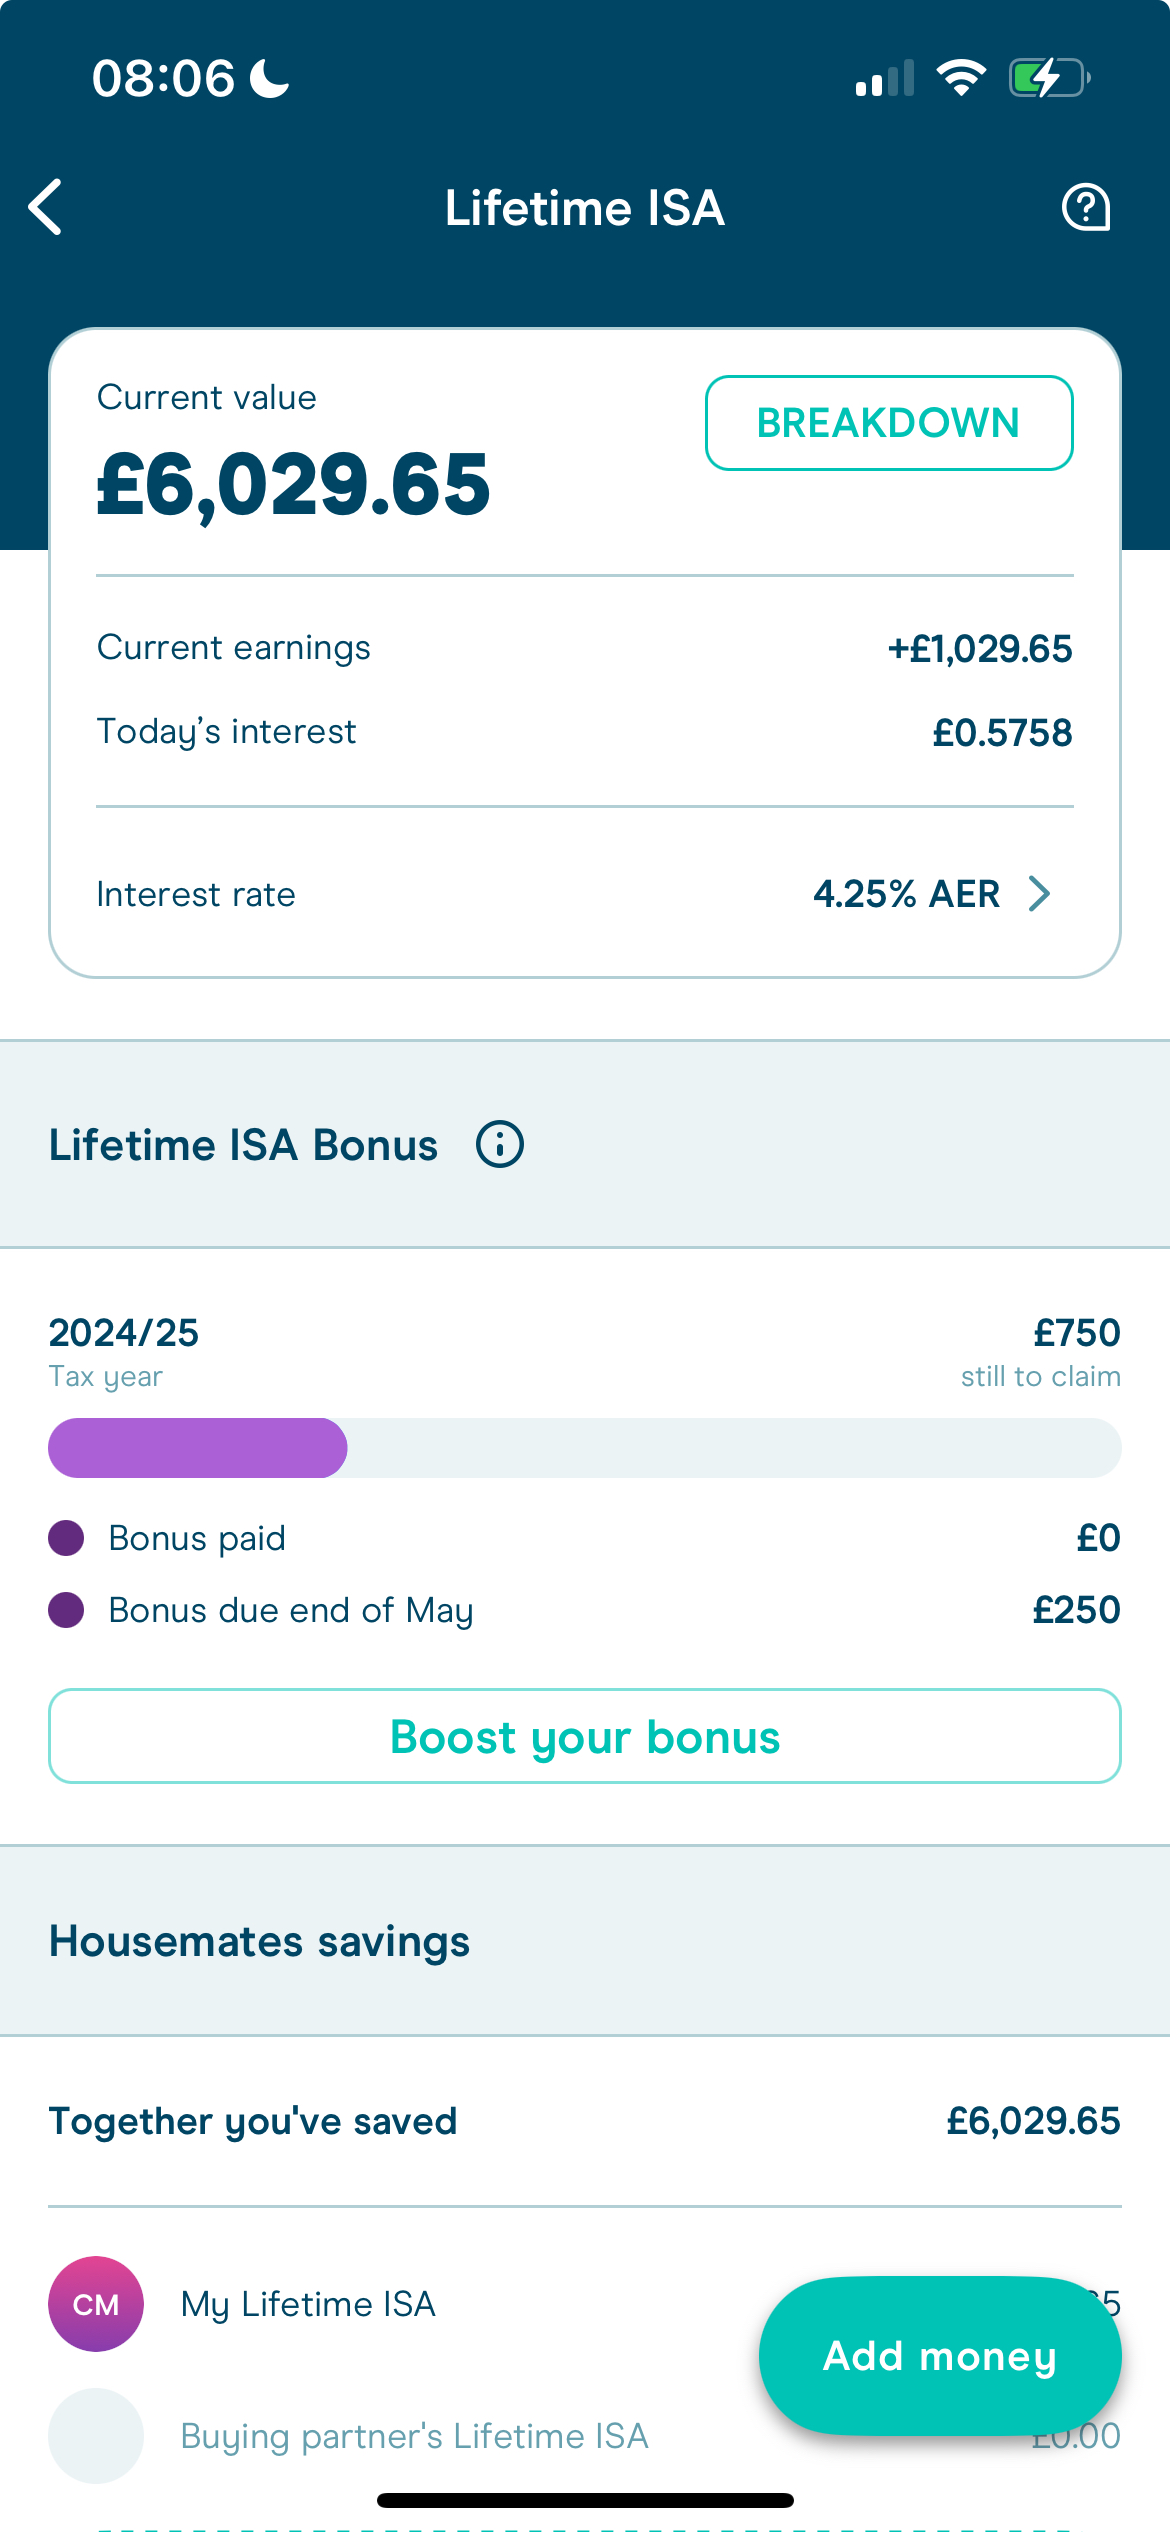 08:06
Lifetime ISA
Current value
BREAKDOWN
£6,029.65
Current earnings
+£1,029.65
Today's interest
£0.5758
Interest rate
4.25% AER
Lifetime ISA Bonus
2024/25
£750
Tax year
still to claim
Bonus paid
£0
Bonus due end of May
£250
Boost your bonus
Housemates savings
Together you've saved
£6,029.65
CM
My Lifetime ISA
Add money
Buying partner's Lifetime ISA
£0.00